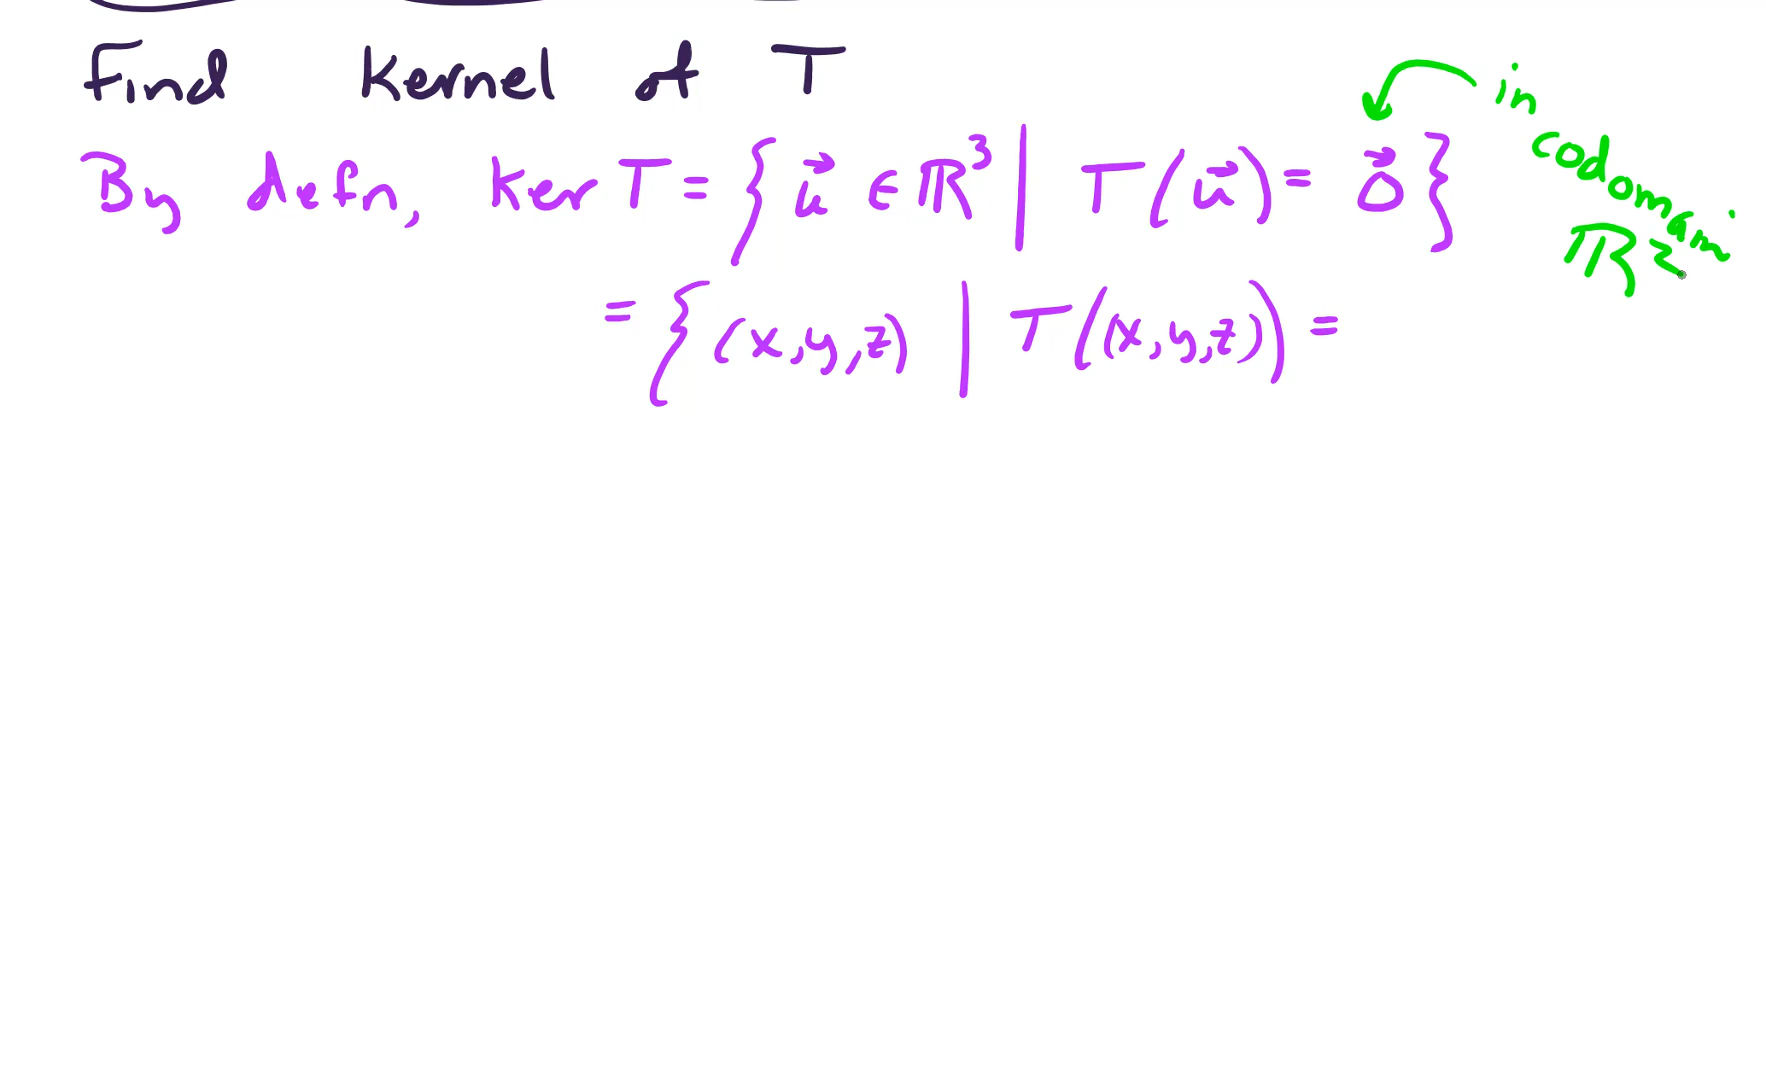 Find Kernel of T
By defn, Ker T = { u⃗ ∈ ℝ³ | T(u⃗) = 0⃗ }
= { (x,y,z) | T((x,y,z)) =
in
codomain
ℝ²